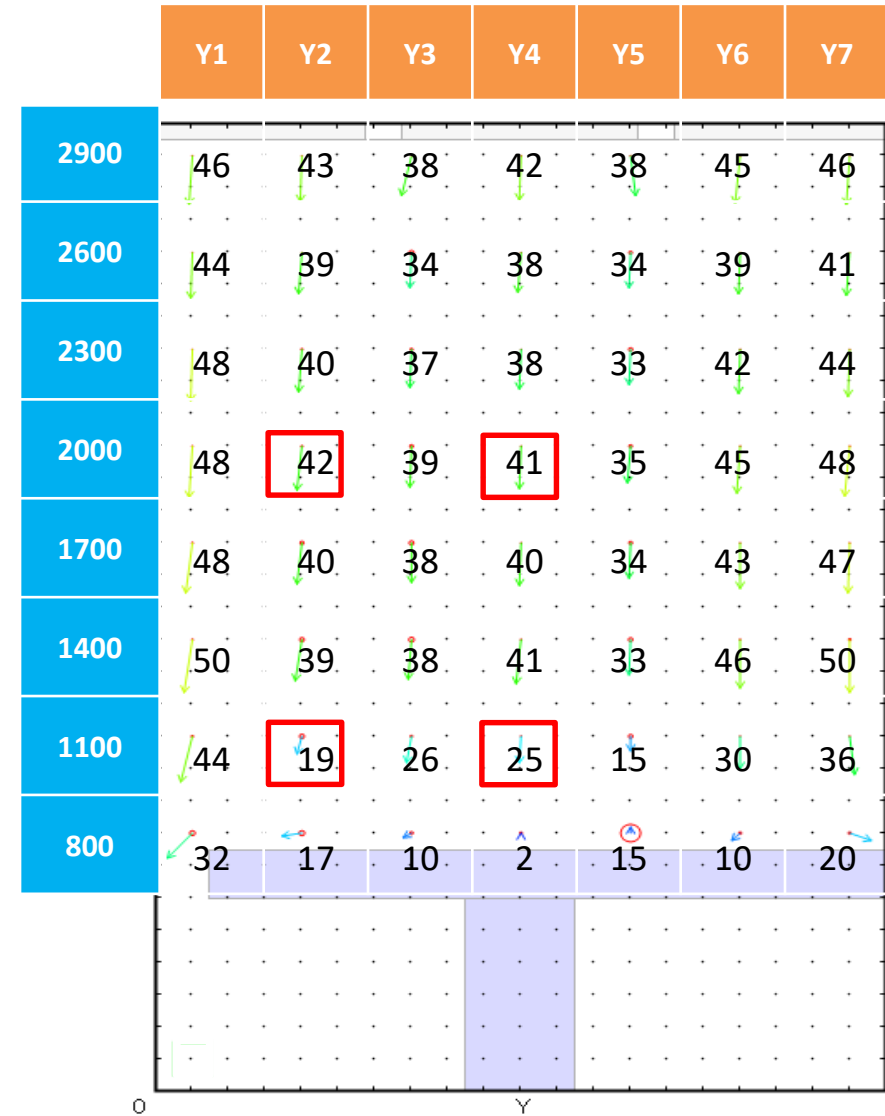 Y1 Y2 Y3 Y4 Y5 Y6 Y7
2900 46 43 38 42 38 45 46
2600 44 39 34 38 34 39 41
2300 48 40 37 38 33 42 44
2000 48 42 39 41 35 45 48
1700 48 40 38 40 34 43 47
1400 50 39 38 41 33 46 50
1100 44 19 26 25 15 30 36
800 32 17 10 2 15 10 20
O Y